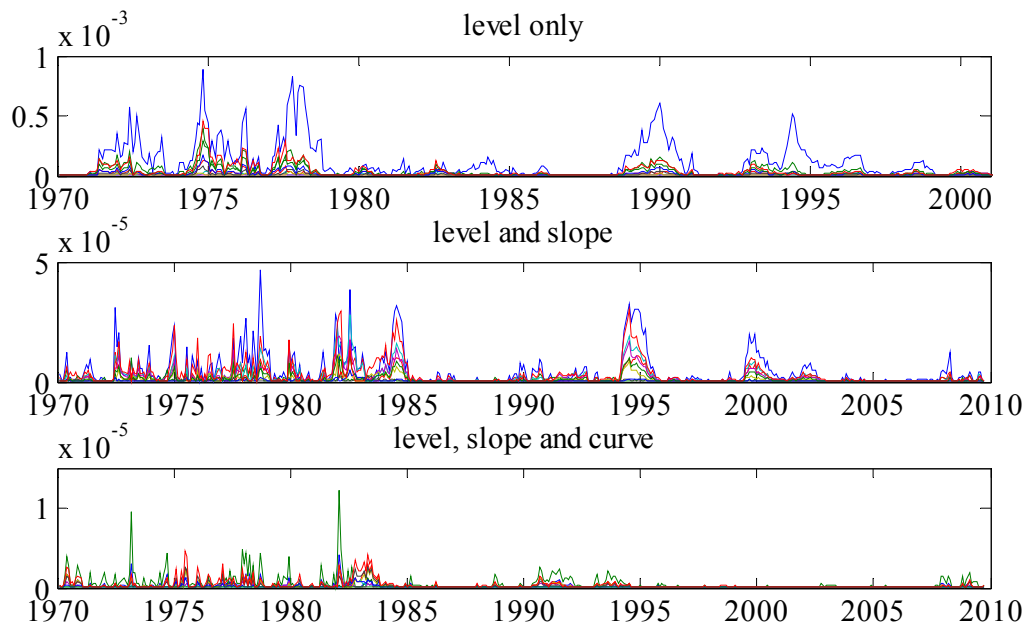 level only
x 10^-3
1
0.5
0
1970 1975 1980 1985 1990 1995 2000
level and slope
x 10^-5
5
0
1970 1975 1980 1985 1990 1995 2000 2005 2010
level, slope and curve
x 10^-5
1
0
1970 1975 1980 1985 1990 1995 2000 2005 2010